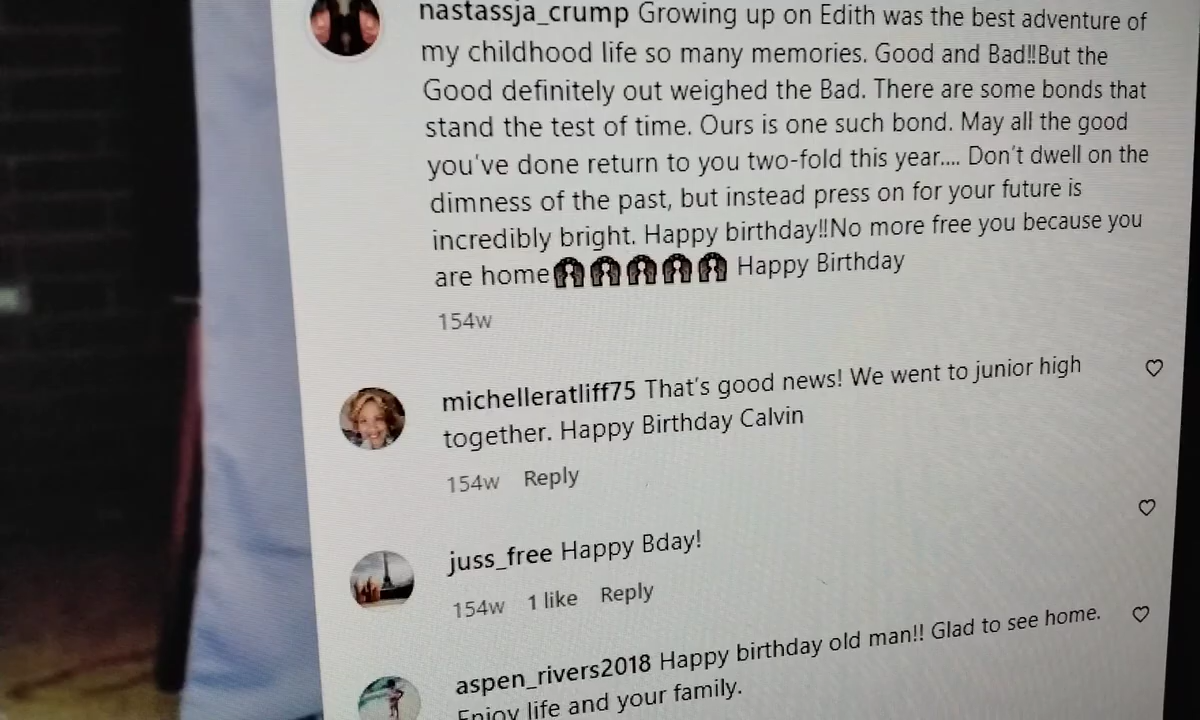 nastassja_crump Growing up on Edith was the best adventure of
my childhood life so many memories. Good and Bad!!But the
Good definitely out weighed the Bad. There are some bonds that
stand the test of time. Ours is one such bond. May all the good
you've done return to you two-fold this year.... Don't dwell on the
dimness of the past, but instead press on for your future is
incredibly bright. Happy birthday!!No more free you because you
are home Happy Birthday
154w
michelleratliff75 That's good news! We went to junior high
together. Happy Birthday Calvin
154w Reply
juss_free Happy Bday!
154w 1 like Reply
aspen_rivers2018 Happy birthday old man!! Glad to see home.
Enjoy life and your family.